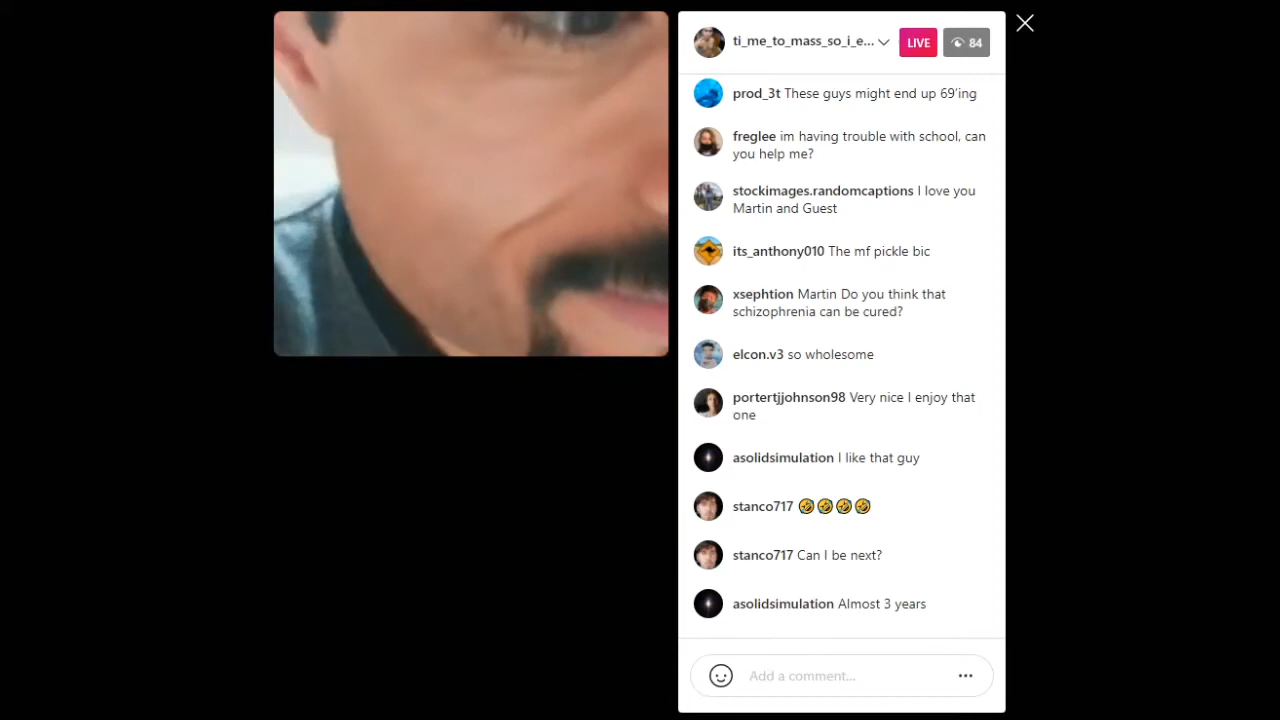 ti_me_to_mass_so_i_e...
LIVE
84
prod_3t These guys might end up 69'ing
freglee im having trouble with school, can
you help me?
stockimages.randomcaptions I love you
Martin and Guest
its_anthony010 The mf pickle bic
xsephtion Martin Do you think that
schizophrenia can be cured?
elcon.v3 so wholesome
portertjjohnson98 Very nice I enjoy that
one
asolidsimulation I like that guy
stanco717 🤣🤣🤣🤣
stanco717 Can I be next?
asolidsimulation Almost 3 years
Add a comment...